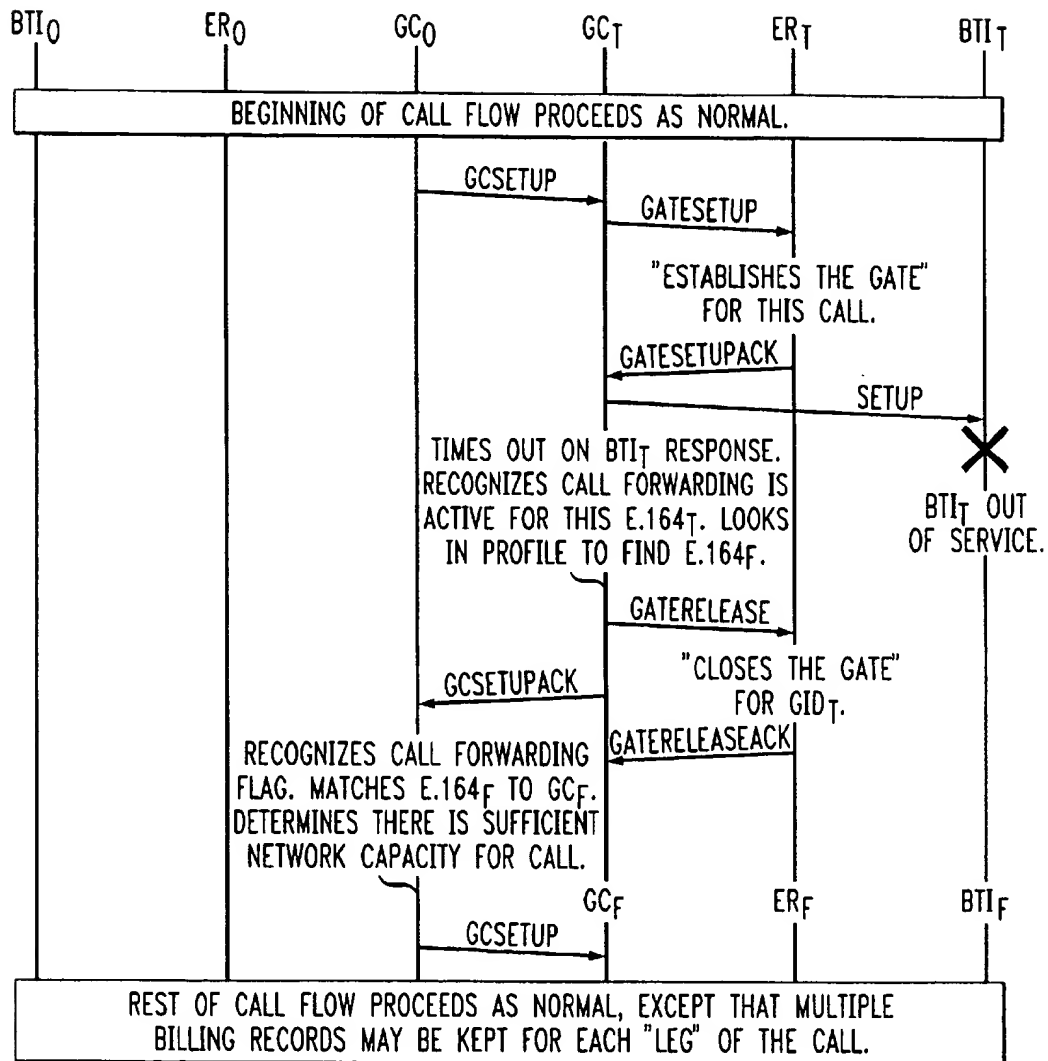 BTIO ERO GCO GCT ERT BTIT
BEGINNING OF CALL FLOW PROCEEDS AS NORMAL.
GCSETUP
GATESETUP
"ESTABLISHES THE GATE"
FOR THIS CALL.
GATESETUPACK
SETUP
TIMES OUT ON BTIT RESPONSE.
RECOGNIZES CALL FORWARDING IS
ACTIVE FOR THIS E.164T. LOOKS
IN PROFILE TO FIND E.164F.
BTIT OUT
OF SERVICE.
GATERELEASE
"CLOSES THE GATE"
FOR GIDT.
GCSETUPACK
GATERELEASEACK
RECOGNIZES CALL FORWARDING
FLAG. MATCHES E.164F TO GCF.
DETERMINES THERE IS SUFFICIENT
NETWORK CAPACITY FOR CALL.
GCF ERF BTIF
GCSETUP
REST OF CALL FLOW PROCEEDS AS NORMAL, EXCEPT THAT MULTIPLE
BILLING RECORDS MAY BE KEPT FOR EACH "LEG" OF THE CALL.